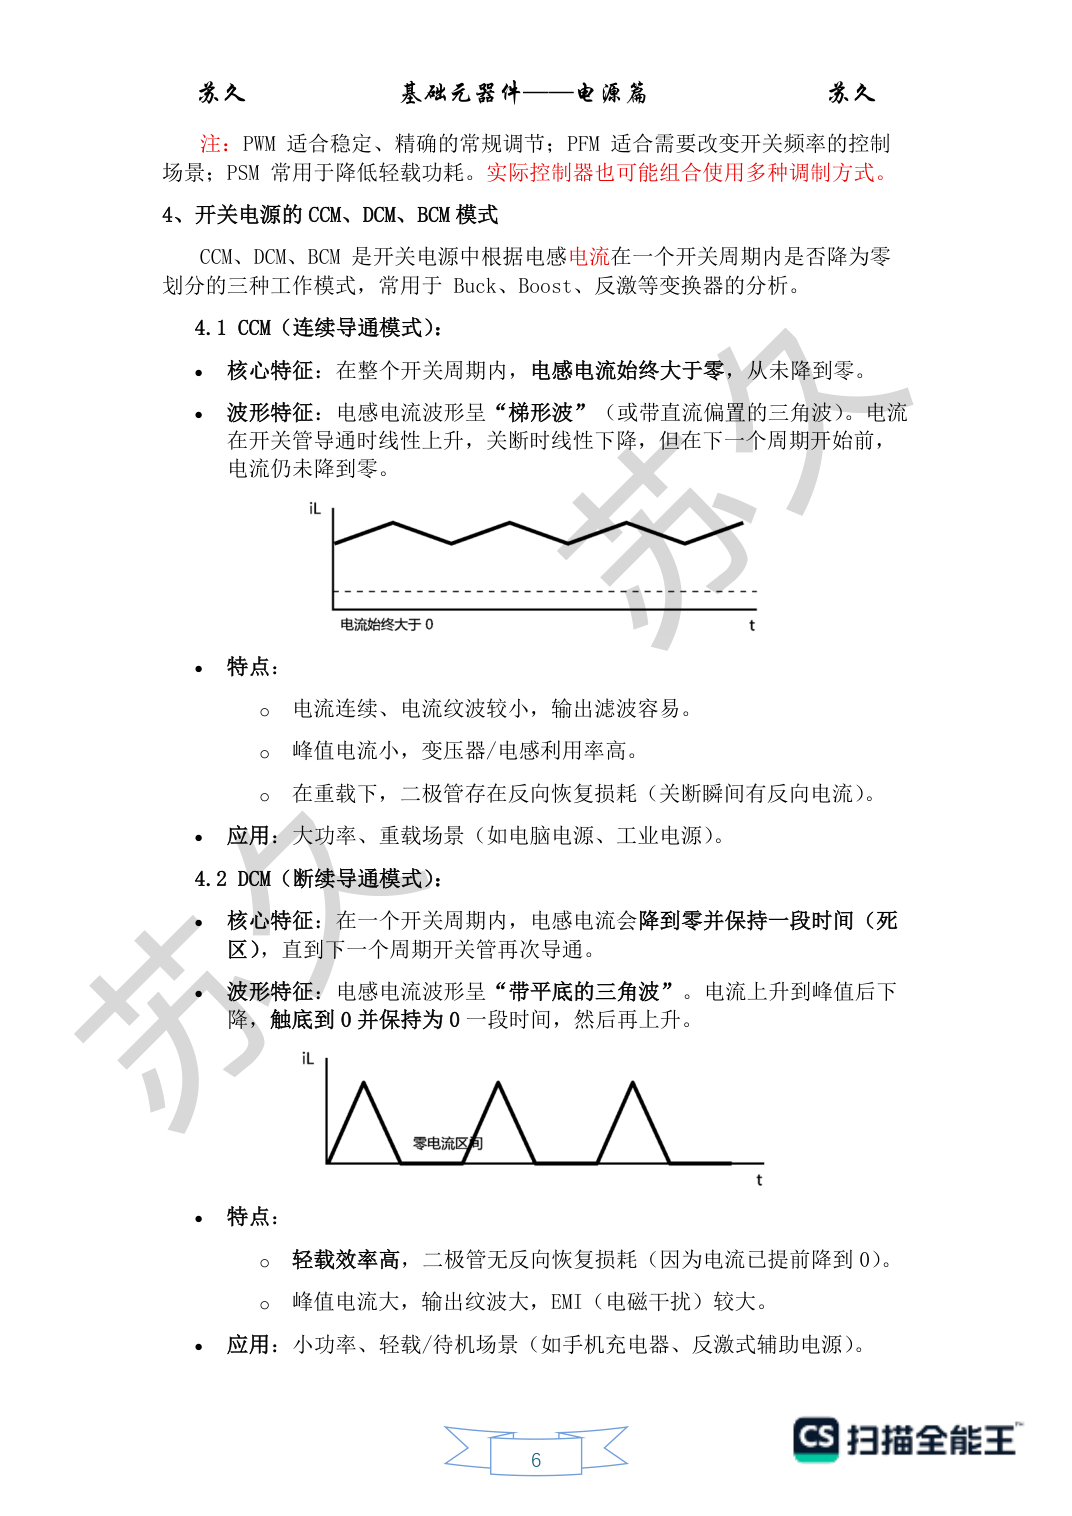 苏久 基础元器件——电源篇 苏久
注：PWM 适合稳定、精确的常规调节；PFM 适合需要改变开关频率的控制
场景；PSM 常用于降低轻载功耗。实际控制器也可能组合使用多种调制方式。
4、开关电源的 CCM、DCM、BCM 模式
CCM、DCM、BCM 是开关电源中根据电感电流在一个开关周期内是否降为零
划分的三种工作模式，常用于 Buck、Boost、反激等变换器的分析。
4.1 CCM（连续导通模式）：
• 核心特征：在整个开关周期内，电感电流始终大于零，从未降到零。
• 波形特征：电感电流波形呈“梯形波”（或带直流偏置的三角波）。电流
在开关管导通时线性上升，关断时线性下降，但在下一个周期开始前，
电流仍未降到零。
iL
电流始终大于 0
t
• 特点：
o 电流连续、电流纹波较小，输出滤波容易。
o 峰值电流小，变压器/电感利用率高。
o 在重载下，二极管存在反向恢复损耗（关断瞬间有反向电流）。
• 应用：大功率、重载场景（如电脑电源、工业电源）。
4.2 DCM（断续导通模式）：
• 核心特征：在一个开关周期内，电感电流会降到零并保持一段时间（死
区），直到下一个周期开关管再次导通。
• 波形特征：电感电流波形呈“带平底的三角波”。电流上升到峰值后下
降，触底到 0 并保持为 0 一段时间，然后再上升。
iL
零电流区间
t
• 特点：
o 轻载效率高，二极管无反向恢复损耗（因为电流已提前降到 0）。
o 峰值电流大，输出纹波大，EMI（电磁干扰）较大。
• 应用：小功率、轻载/待机场景（如手机充电器、反激式辅助电源）。
6
CS 扫描全能王™
苏久
苏久